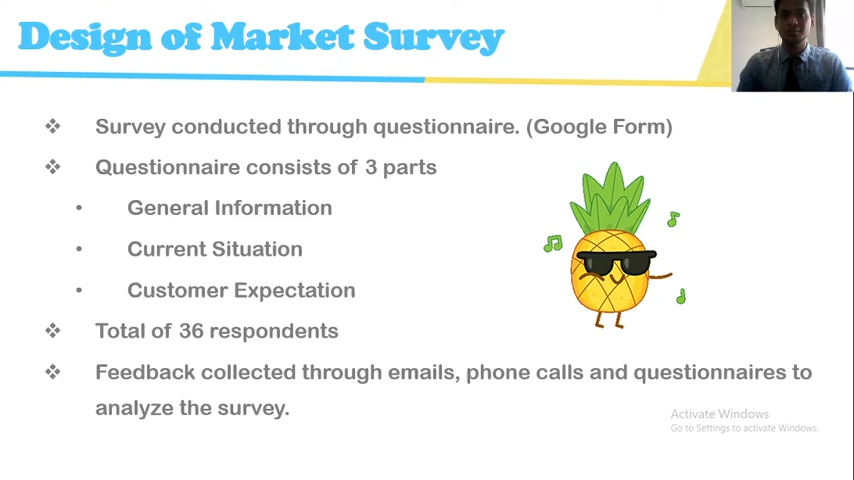 Design of Market Survey
❖ Survey conducted through questionnaire. (Google Form)
❖ Questionnaire consists of 3 parts
• General Information
• Current Situation
• Customer Expectation
❖ Total of 36 respondents
❖ Feedback collected through emails, phone calls and questionnaires to
analyze the survey.
Activate Windows
Go to Settings to activate Windows.